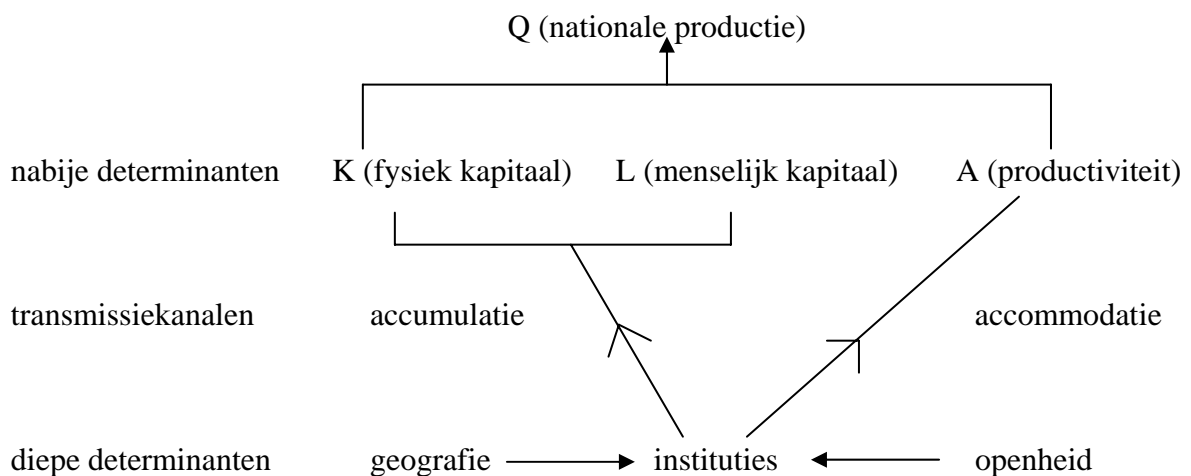 Q (nationale productie)
nabije determinanten K (fysiek kapitaal) L (menselijk kapitaal) A (productiviteit)
transmissiekanalen accumulatie accommodatie
diepe determinanten geografie instituties openheid